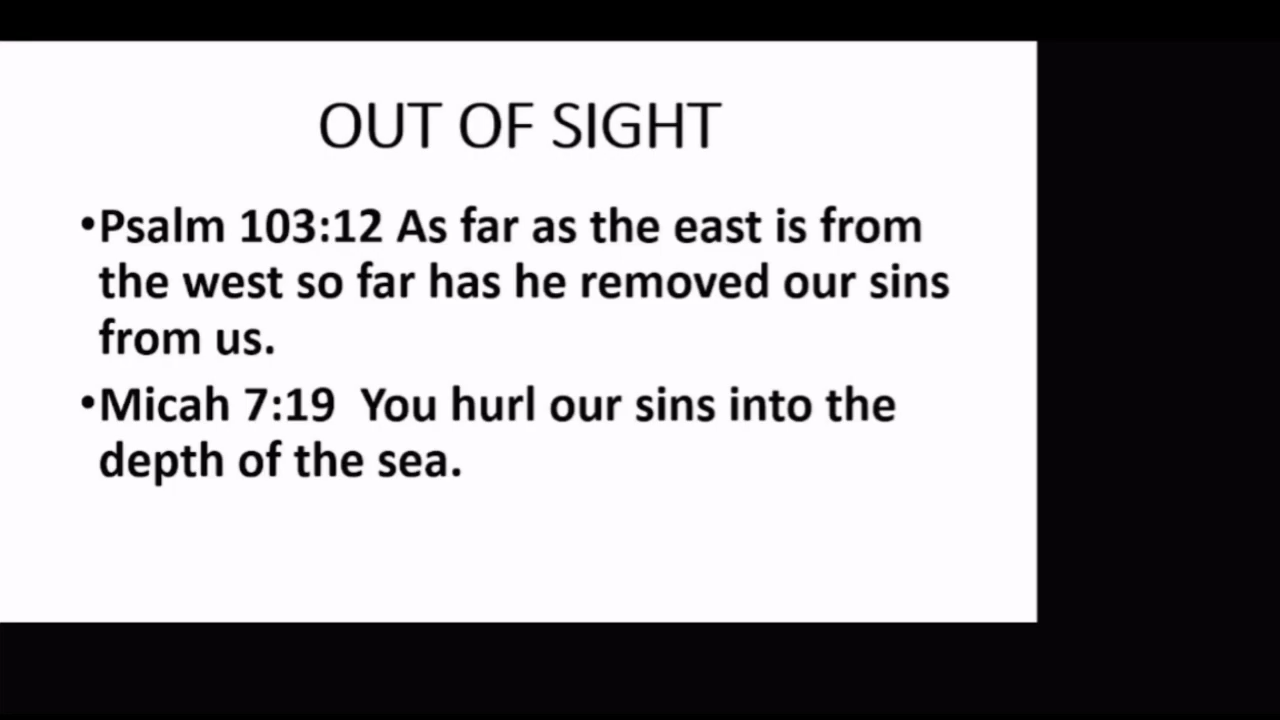 OUT OF SIGHT
•Psalm 103:12 As far as the east is from
the west so far has he removed our sins
from us.
•Micah 7:19  You hurl our sins into the
depth of the sea.